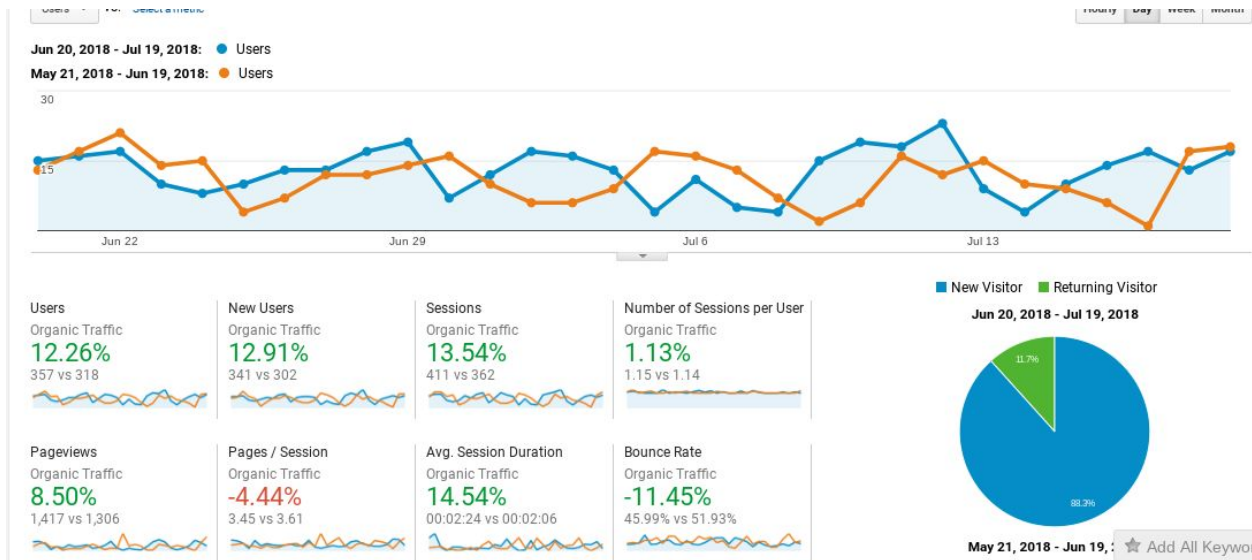 Users vs. Select a metric
Hourly Day Week Month
Jun 20, 2018 - Jul 19, 2018: Users
May 21, 2018 - Jun 19, 2018: Users
30
15
Jun 22 Jun 29 Jul 6 Jul 13
New Visitor Returning Visitor
Jun 20, 2018 - Jul 19, 2018
11.7%
88.3%
Users
Organic Traffic
12.26%
357 vs 318
New Users
Organic Traffic
12.91%
341 vs 302
Sessions
Organic Traffic
13.54%
411 vs 362
Number of Sessions per User
Organic Traffic
1.13%
1.15 vs 1.14
Pageviews
Organic Traffic
8.50%
1,417 vs 1,306
Pages / Session
Organic Traffic
-4.44%
3.45 vs 3.61
Avg. Session Duration
Organic Traffic
14.54%
00:02:24 vs 00:02:06
Bounce Rate
Organic Traffic
-11.45%
45.99% vs 51.93%
May 21, 2018 - Jun 19,
Add All Keywo